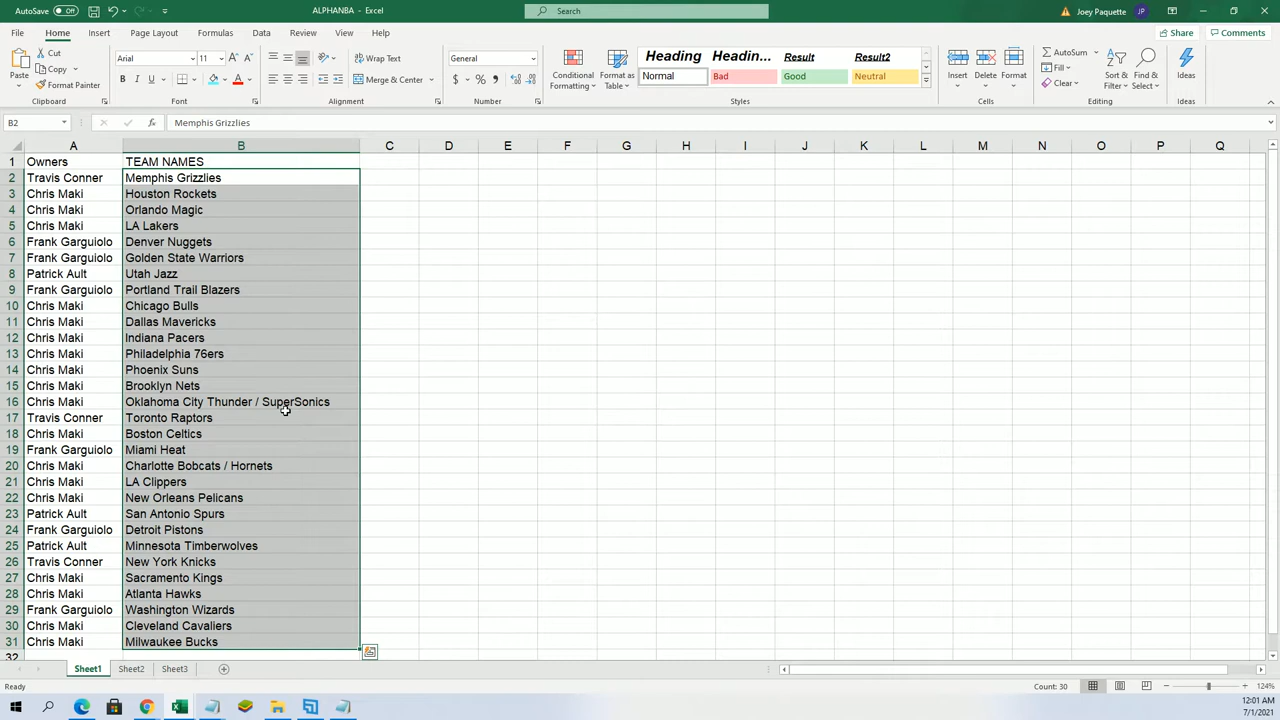 AutoSave Off ALPHANBA - Excel Search Joey Paquette JP
File Home Insert Page Layout Formulas Data Review View Help Share Comments
Paste Cut Copy Format Painter Clipboard
Arial 11 A A B I U A Font
Wrap Text Merge & Center Alignment
General $ % Number
Conditional Formatting Format as Table
Heading Headin... Result Result2
Normal Bad Good Neutral Styles
Insert Delete Format Cells
AutoSum Fill Clear Sort & Filter Find & Select Editing
Ideas Ideas
B2 fx Memphis Grizzlies
A B C D E F G H I J K L M N O P Q
1 Owners TEAM NAMES
2 Travis Conner Memphis Grizzlies
3 Chris Maki Houston Rockets
4 Chris Maki Orlando Magic
5 Chris Maki LA Lakers
6 Frank Garguiolo Denver Nuggets
7 Frank Garguiolo Golden State Warriors
8 Patrick Ault Utah Jazz
9 Frank Garguiolo Portland Trail Blazers
10 Chris Maki Chicago Bulls
11 Chris Maki Dallas Mavericks
12 Chris Maki Indiana Pacers
13 Chris Maki Philadelphia 76ers
14 Chris Maki Phoenix Suns
15 Chris Maki Brooklyn Nets
16 Chris Maki Oklahoma City Thunder / SuperSonics
17 Travis Conner Toronto Raptors
18 Chris Maki Boston Celtics
19 Frank Garguiolo Miami Heat
20 Chris Maki Charlotte Bobcats / Hornets
21 Chris Maki LA Clippers
22 Chris Maki New Orleans Pelicans
23 Patrick Ault San Antonio Spurs
24 Frank Garguiolo Detroit Pistons
25 Patrick Ault Minnesota Timberwolves
26 Travis Conner New York Knicks
27 Chris Maki Sacramento Kings
28 Chris Maki Atlanta Hawks
29 Frank Garguiolo Washington Wizards
30 Chris Maki Cleveland Cavaliers
31 Chris Maki Milwaukee Bucks
32
Sheet1 Sheet2 Sheet3
Ready Count: 30 124%
12:01 AM
7/1/2021